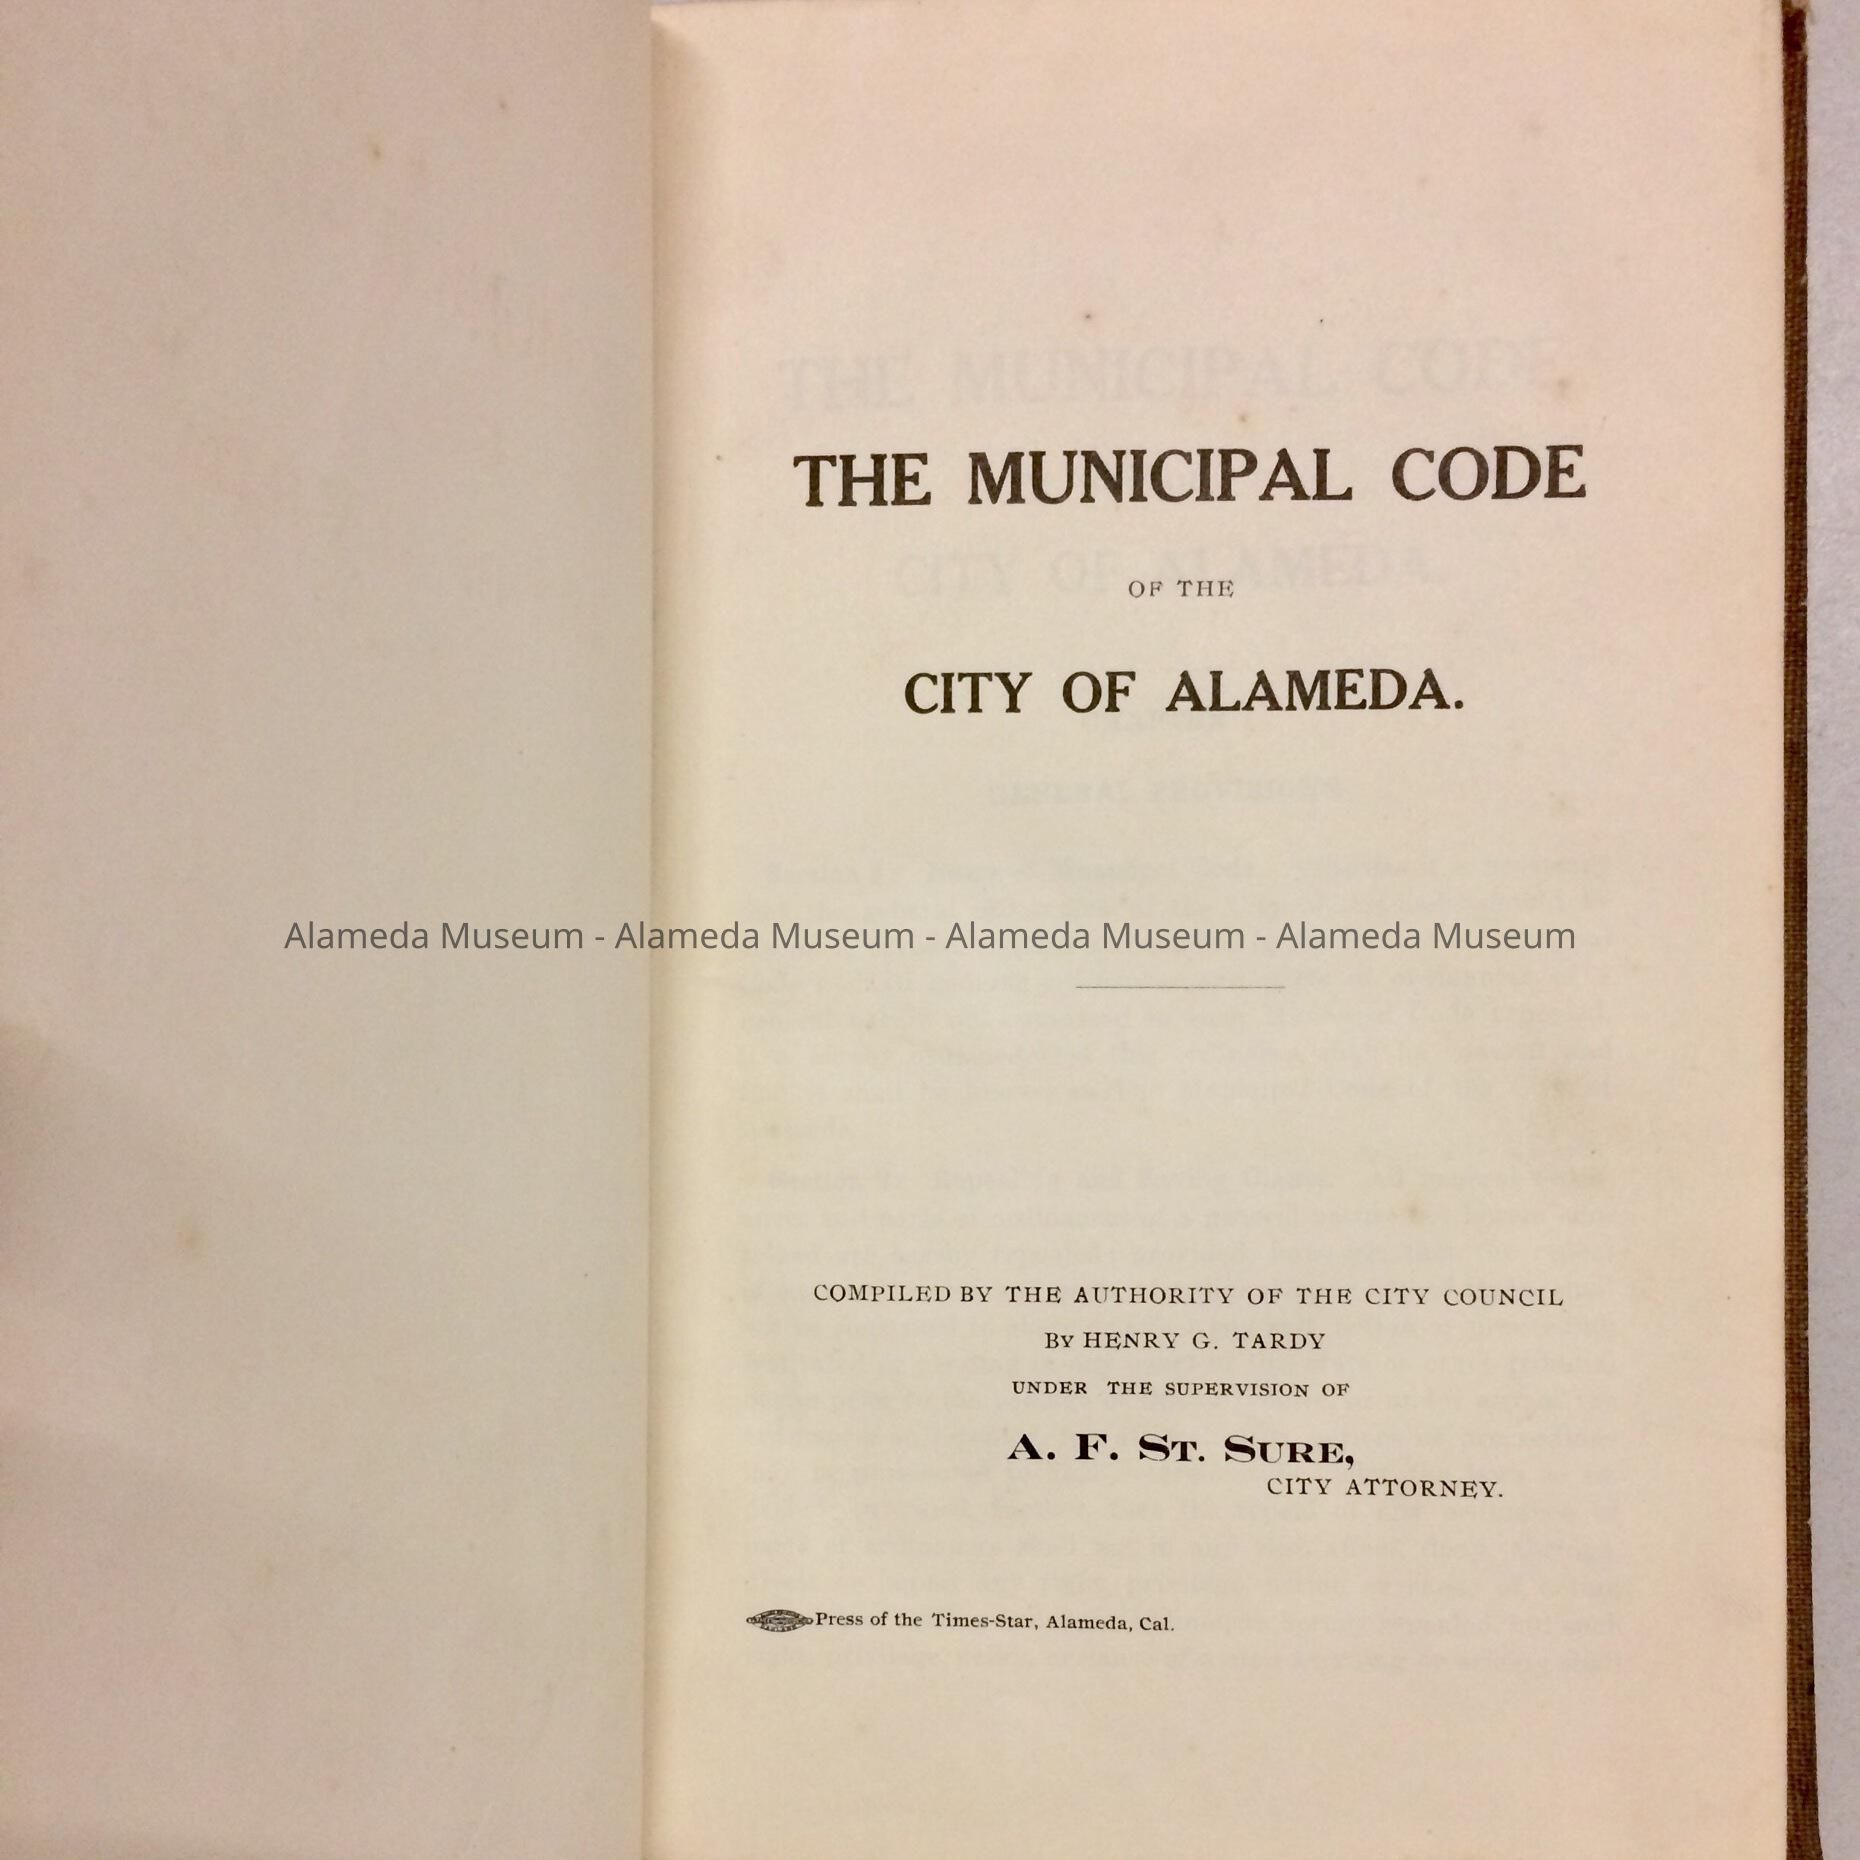 THE MUNICIPAL CODE
OF THE
CITY OF ALAMEDA.
Alameda Museum - Alameda Museum - Alameda Museum - Alameda Museum
COMPILED BY THE AUTHORITY OF THE CITY COUNCIL
BY HENRY G. TARDY
UNDER THE SUPERVISION OF
A. F. ST. SURE,
CITY ATTORNEY.
Press of the Times-Star, Alameda, Cal.